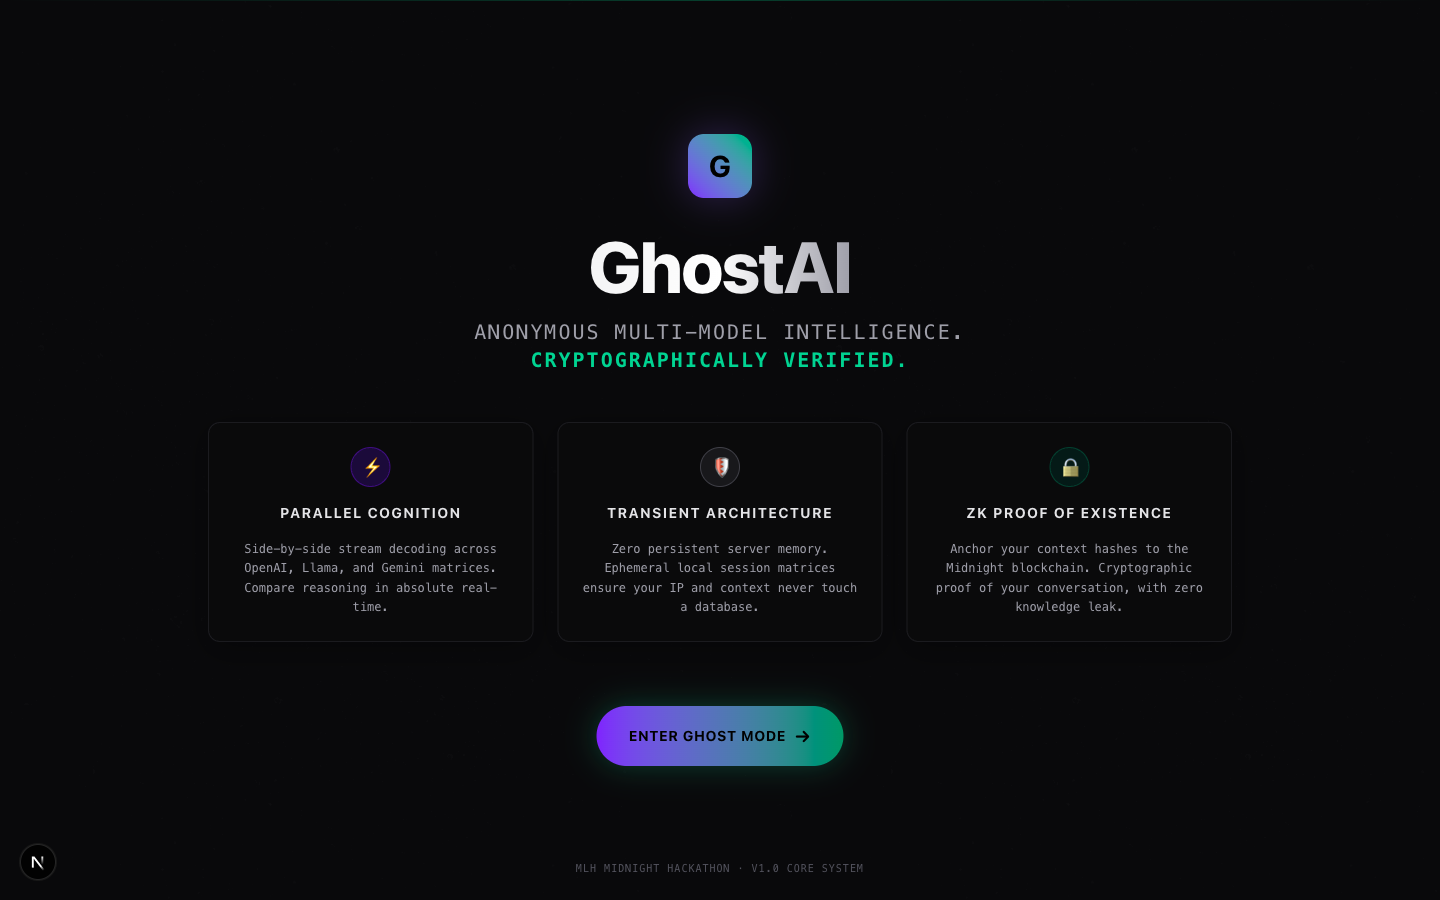 G
GhostAI
ANONYMOUS MULTI-MODEL INTELLIGENCE.
CRYPTOGRAPHICALLY VERIFIED.
PARALLEL COGNITION
Side-by-side stream decoding across
OpenAI, Llama, and Gemini matrices.
Compare reasoning in absolute real-
time.
TRANSIENT ARCHITECTURE
Zero persistent server memory.
Ephemeral local session matrices
ensure your IP and context never touch
a database.
ZK PROOF OF EXISTENCE
Anchor your context hashes to the
Midnight blockchain. Cryptographic
proof of your conversation, with zero
knowledge leak.
ENTER GHOST MODE →
N
MLH MIDNIGHT HACKATHON · V1.0 CORE SYSTEM